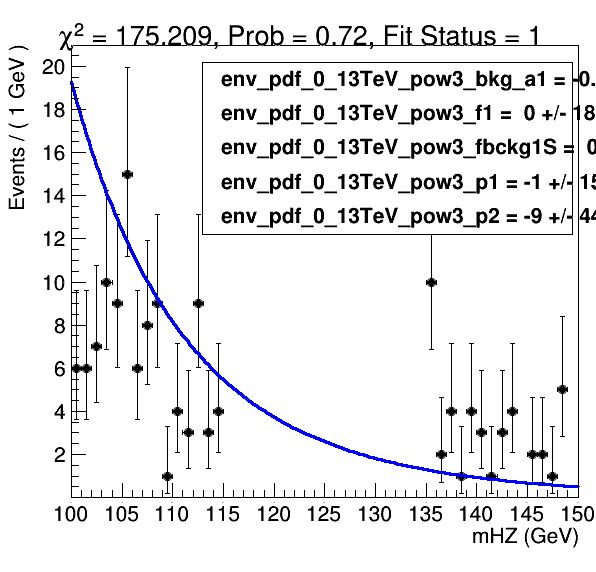 χ² = 175.209, Prob = 0.72, Fit Status = 1
Events / ( 1 GeV )
env_pdf_0_13TeV_pow3_bkg_a1 = -0.
env_pdf_0_13TeV_pow3_f1 = 0 +/- 18
env_pdf_0_13TeV_pow3_fbckg1S = 0
env_pdf_0_13TeV_pow3_p1 = -1 +/- 15
env_pdf_0_13TeV_pow3_p2 = -9 +/- 44
20
18
16
14
12
10
8
6
4
2
100 105 110 115 120 125 130 135 140 145 150
mHZ (GeV)